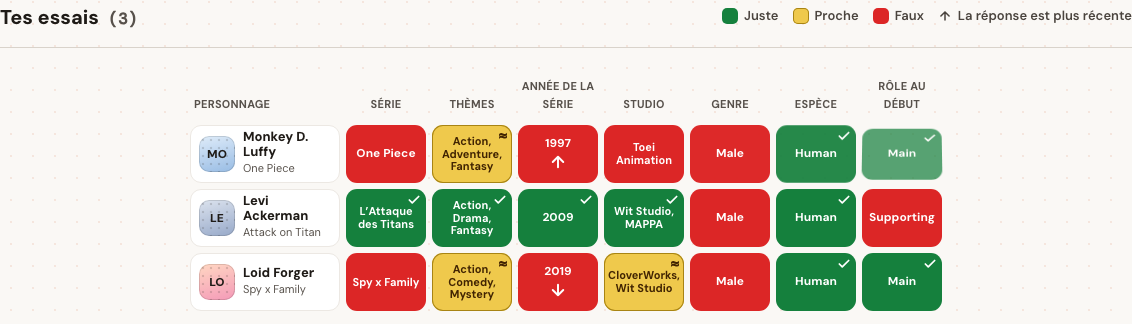 Tes essais (3)
Juste Proche Faux ↑ La réponse est plus récente
PERSONNAGE SÉRIE THÈMES ANNÉE DE LA SÉRIE STUDIO GENRE ESPÈCE RÔLE AU DÉBUT
MO
Monkey D.
Luffy
One Piece
One Piece
Action,
Adventure,
Fantasy
≈
1997
↑
Toei
Animation
Male
Human
✓
Main
✓
LE
Levi
Ackerman
Attack on Titan
L'Attaque
des Titans
✓
Action,
Drama,
Fantasy
✓
2009
✓
Wit Studio,
MAPPA
✓
Male
Human
✓
Supporting
LO
Loid Forger
Spy x Family
Spy x Family
Action,
Comedy,
Mystery
≈
2019
↓
CloverWorks,
Wit Studio
≈
Male
Human
✓
Main
✓